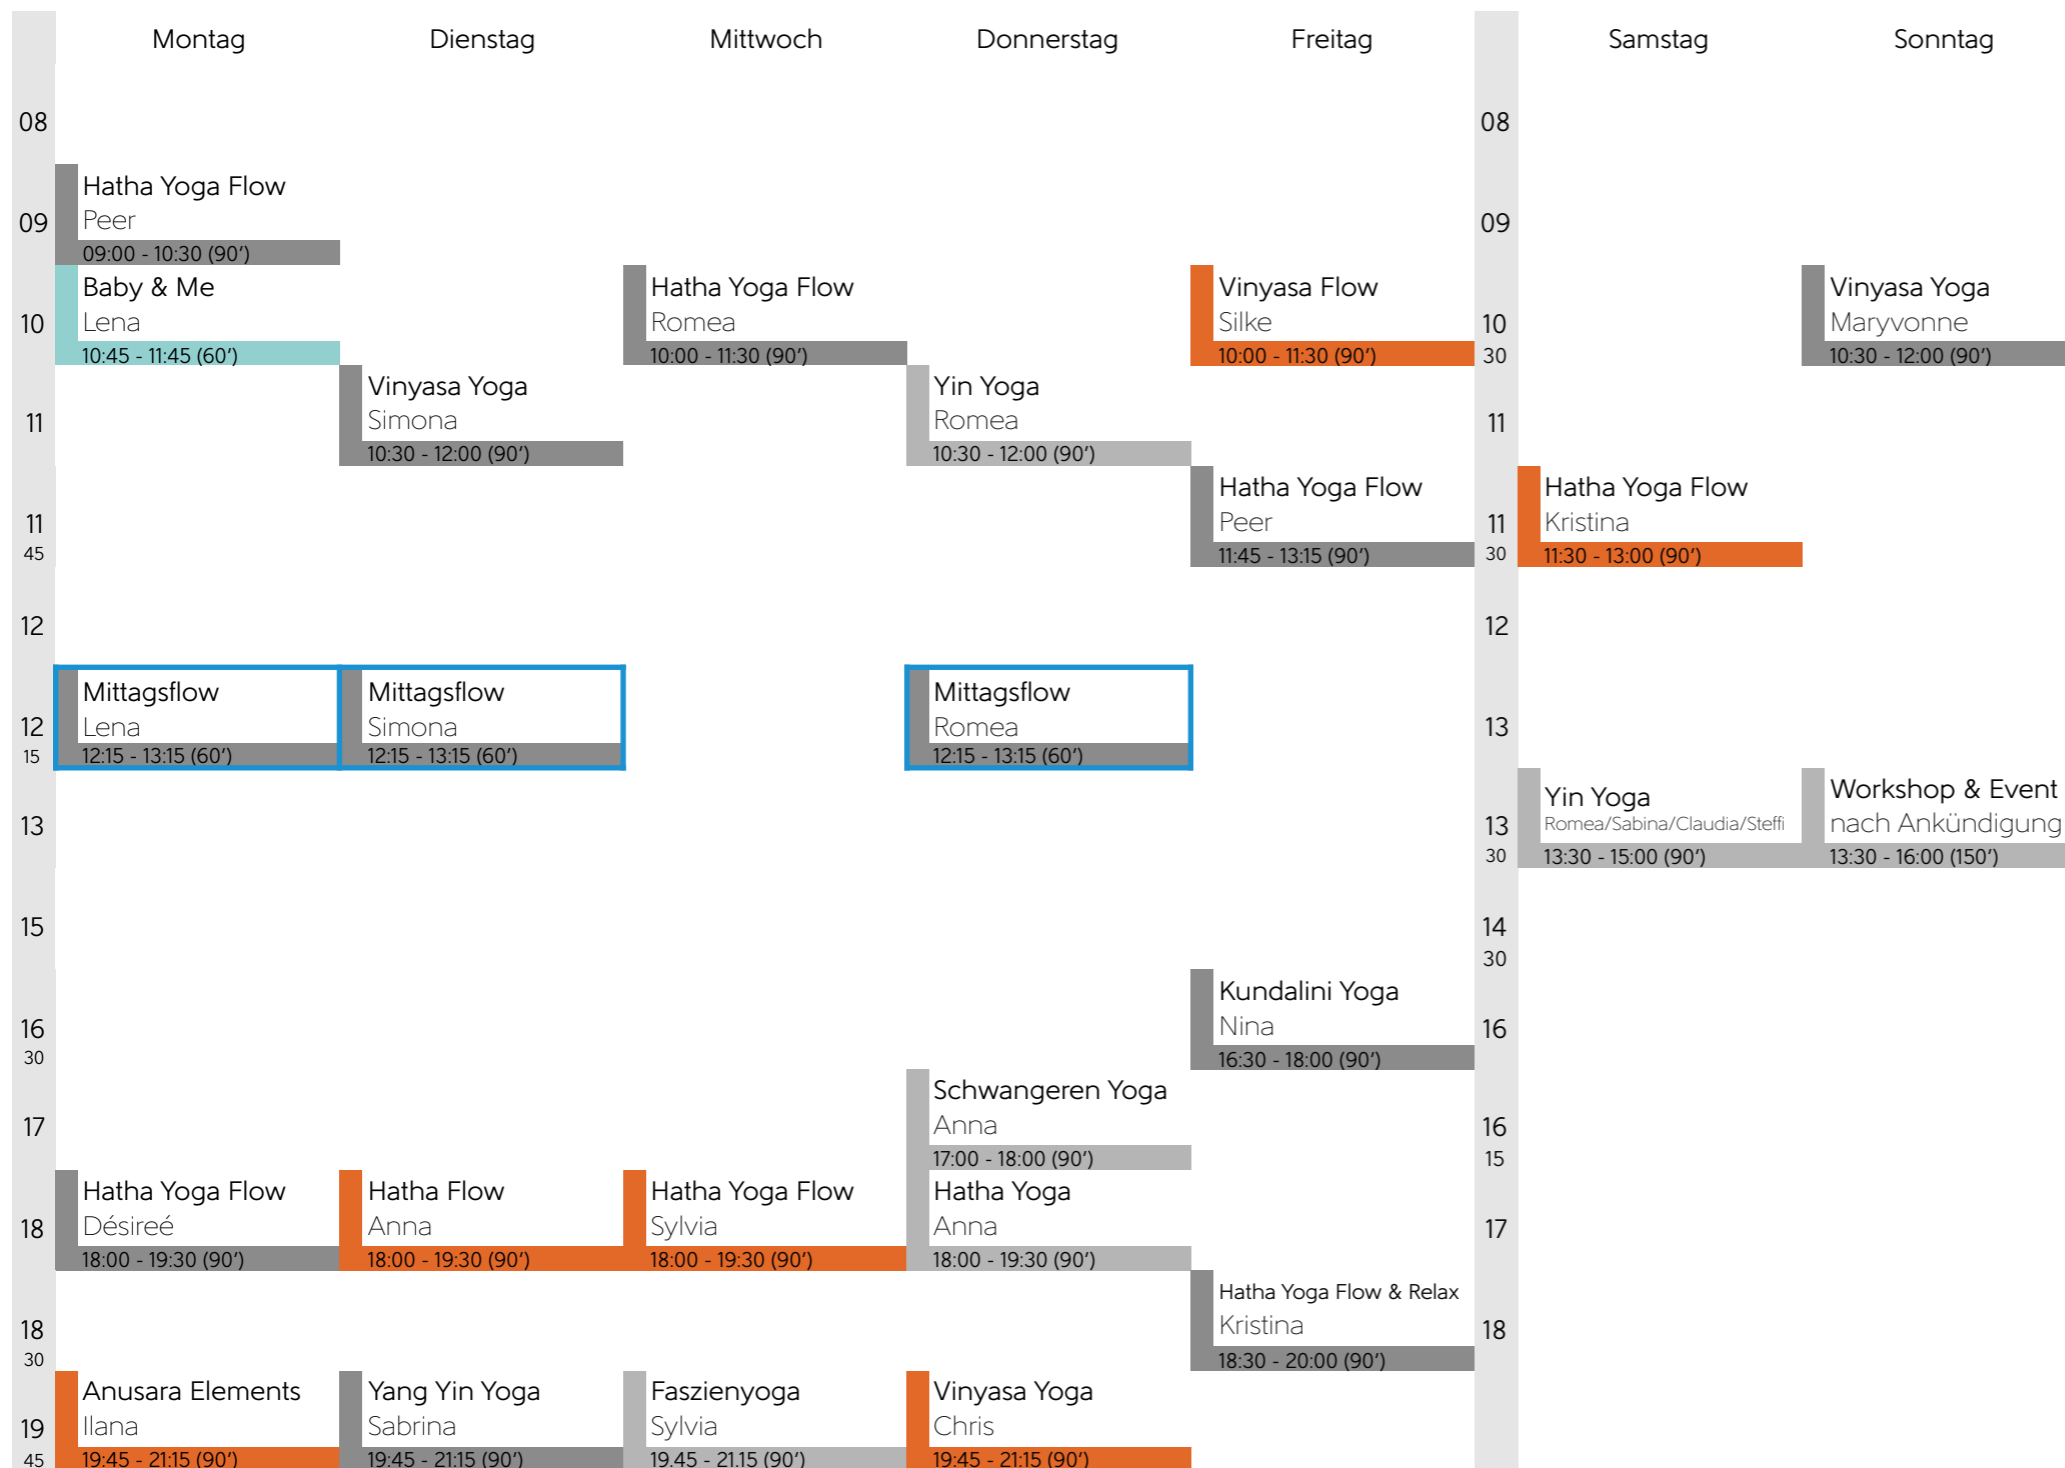 Montag Dienstag Mittwoch Donnerstag Freitag Samstag Sonntag
08 08
Hatha Yoga Flow
09 Peer 09
09:00 - 10:30 (90')
Baby & Me Hatha Yoga Flow Vinyasa Flow Vinyasa Yoga
10 Lena Romea Silke 10 Maryvonne
10:45 - 11:45 (60') 10:00 - 11:30 (90') 10:00 - 11:30 (90') 30 10:30 - 12:00 (90')
Vinyasa Yoga Yin Yoga
11 Simona Romea 11
10:30 - 12:00 (90') 10:30 - 12:00 (90')
Hatha Yoga Flow Hatha Yoga Flow
11 Peer 11 Kristina
45 11:45 - 13:15 (90') 30 11:30 - 13:00 (90')
12 12
Mittagsflow Mittagsflow Mittagsflow
12 Lena Simona Romea 13
15 12:15 - 13:15 (60') 12:15 - 13:15 (60') 12:15 - 13:15 (60')
Yin Yoga Workshop & Event
13 13 Romea/Sabina/Claudia/Steffi nach Ankündigung
30 13:30 - 15:00 (90') 13:30 - 16:00 (150')
15 14
30
Kundalini Yoga
16 Nina 16
30 16:30 - 18:00 (90')
Schwangeren Yoga
17 Anna 16
17:00 - 18:00 (90') 15
Hatha Yoga Flow Hatha Flow Hatha Yoga Flow Hatha Yoga
18 Désireé Anna Sylvia Anna 17
18:00 - 19:30 (90') 18:00 - 19:30 (90') 18:00 - 19:30 (90') 18:00 - 19:30 (90')
Hatha Yoga Flow & Relax
18 Kristina 18
30 18:30 - 20:00 (90')
Anusara Elements Yang Yin Yoga Faszienyoga Vinyasa Yoga
19 Ilana Sabrina Sylvia Chris
45 19:45 - 21:15 (90') 19:45 - 21:15 (90') 19.45 - 21.15 (90') 19:45 - 21:15 (90')